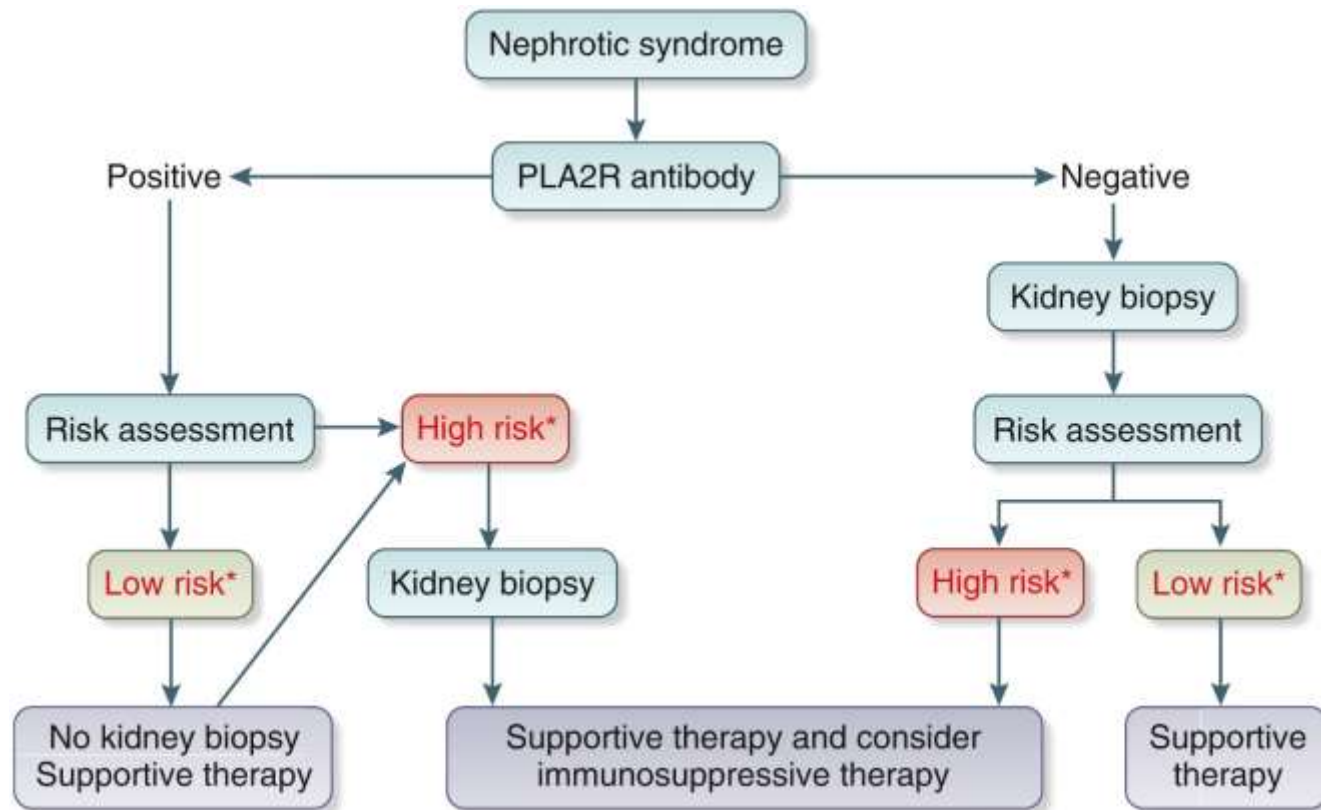 Nephrotic syndrome
Positive
PLA2R antibody
Negative
Kidney biopsy
Risk assessment
High risk*
Risk assessment
Low risk*
Kidney biopsy
High risk*
Low risk*
No kidney biopsy
Supportive therapy
Supportive therapy and consider
immunosuppressive therapy
Supportive
therapy